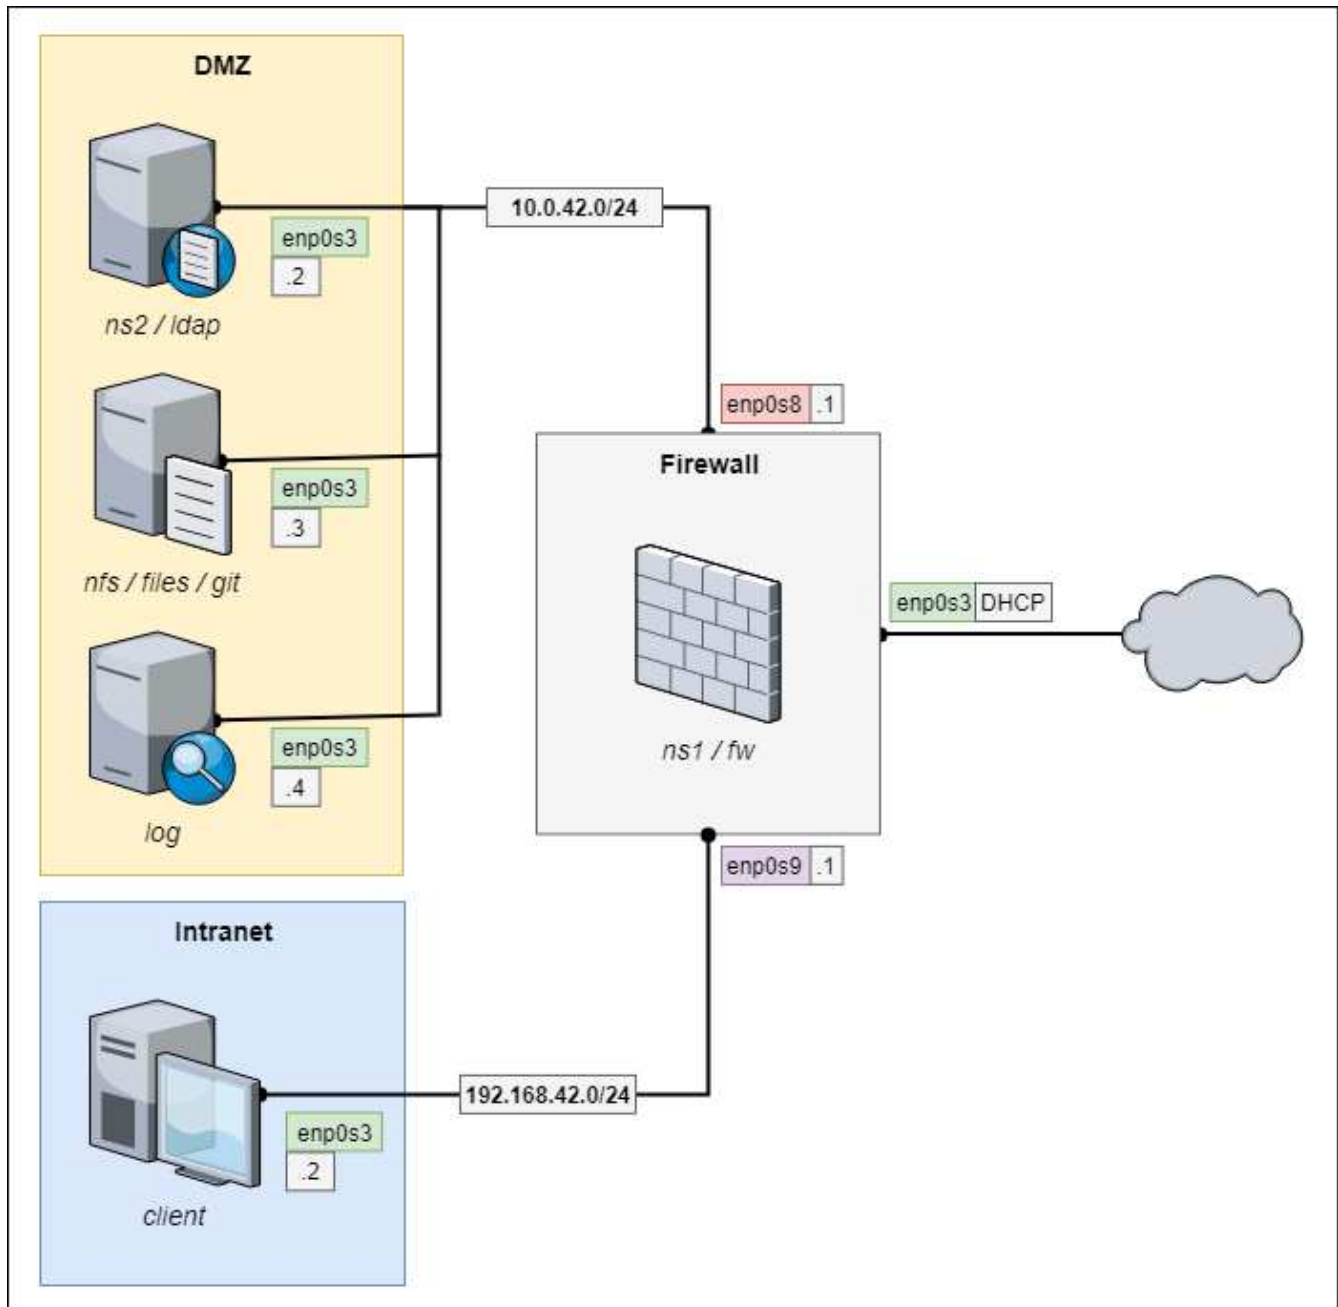 DMZ
enp0s3
.2
ns2 / ldap
enp0s3
.3
nfs / files / git
enp0s3
.4
log
10.0.42.0/24
enp0s8 .1
Firewall
ns1 / fw
enp0s3 DHCP
enp0s9 .1
Intranet
enp0s3
.2
client
192.168.42.0/24